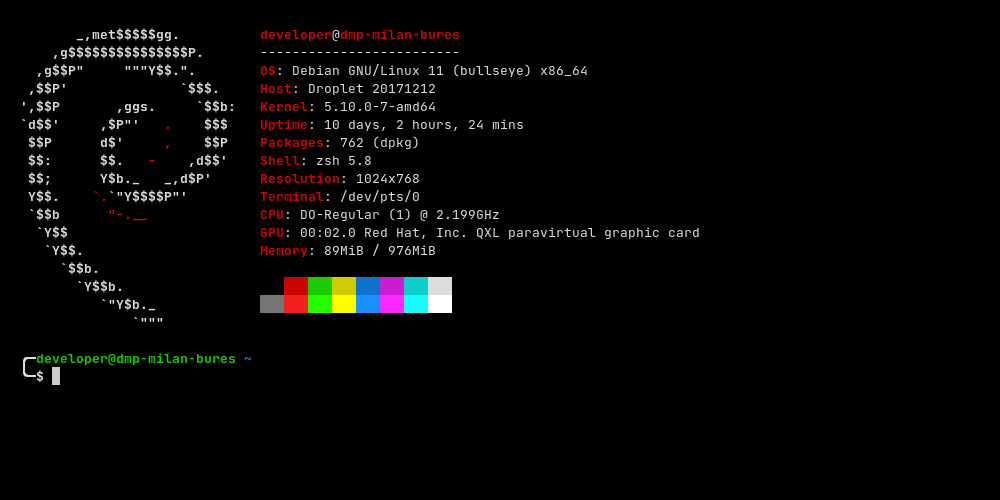 _,met$$$$$gg.          developer@dmp-milan-bures
    ,g$$$$$$$$$$$$$$$P.       -------------------------
  ,g$$P"     """Y$$.".        OS: Debian GNU/Linux 11 (bullseye) x86_64
 ,$$P'              `$$$.     Host: Droplet 20171212
',$$P       ,ggs.     `$$b:   Kernel: 5.10.0-7-amd64
`d$$'     ,$P"'   .    $$$    Uptime: 10 days, 2 hours, 24 mins
 $$P      d$'     ,    $$P    Packages: 762 (dpkg)
 $$:      $$.   -    ,d$$'    Shell: zsh 5.8
 $$;      Y$b._   _,d$P'      Resolution: 1024x768
 Y$$.    `.`"Y$$$$P"'         Terminal: /dev/pts/0
 `$$b      "-.__              CPU: DO-Regular (1) @ 2.199GHz
  `Y$$                        GPU: 00:02.0 Red Hat, Inc. QXL paravirtual graphic card
   `Y$$.                      Memory: 89MiB / 976MiB
     `$$b.
       `Y$$b.
          `"Y$b._
              `"""
╭─developer@dmp-milan-bures ~
╰─$